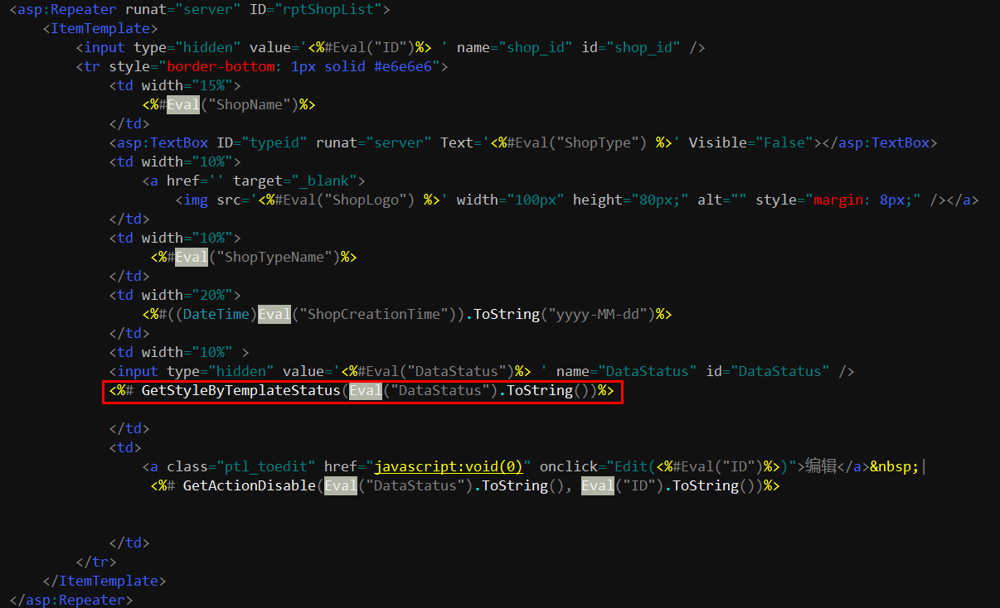 <asp:Repeater runat="server" ID="rptShopList">
<ItemTemplate>
<input type="hidden" value='<%#Eval("ID")%> ' name="shop_id" id="shop_id" />
<tr style="border-bottom: 1px solid #e6e6e6">
<td width="15%">
<%#Eval("ShopName")%>
</td>
<asp:TextBox ID="typeid" runat="server" Text='<%#Eval("ShopType") %>' Visible="False"></asp:TextBox>
<td width="10%">
<a href='' target="_blank">
<img src='<%#Eval("ShopLogo") %>' width="100px" height="80px;" alt="" style="margin: 8px;" /></a>
</td>
<td width="10%">
<%#Eval("ShopTypeName")%>
</td>
<td width="20%">
<%#((DateTime)Eval("ShopCreationTime")).ToString("yyyy-MM-dd")%>
</td>
<td width="10%" >
<input type="hidden" value='<%#Eval("DataStatus")%> ' name="DataStatus" id="DataStatus" />
<%# GetStyleByTemplateStatus(Eval("DataStatus").ToString())%>
</td>
<td>
<a class="ptl_toedit" href="javascript:void(0)" onclick="Edit(<%#Eval("ID")%>)">编辑</a>&nbsp;|
<%# GetActionDisable(Eval("DataStatus").ToString(), Eval("ID").ToString())%>
</td>
</tr>
</ItemTemplate>
</asp:Repeater>